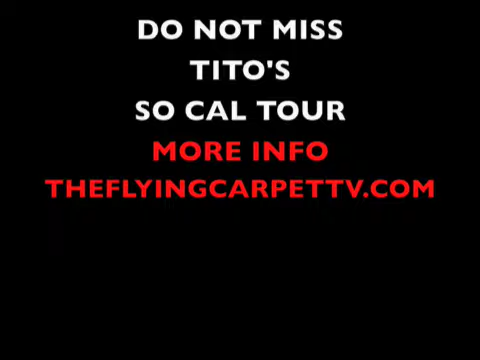 DO NOT MISS
TITO'S
SO CAL TOUR
MORE INFO
THEFLYINGCARPETTV.COM